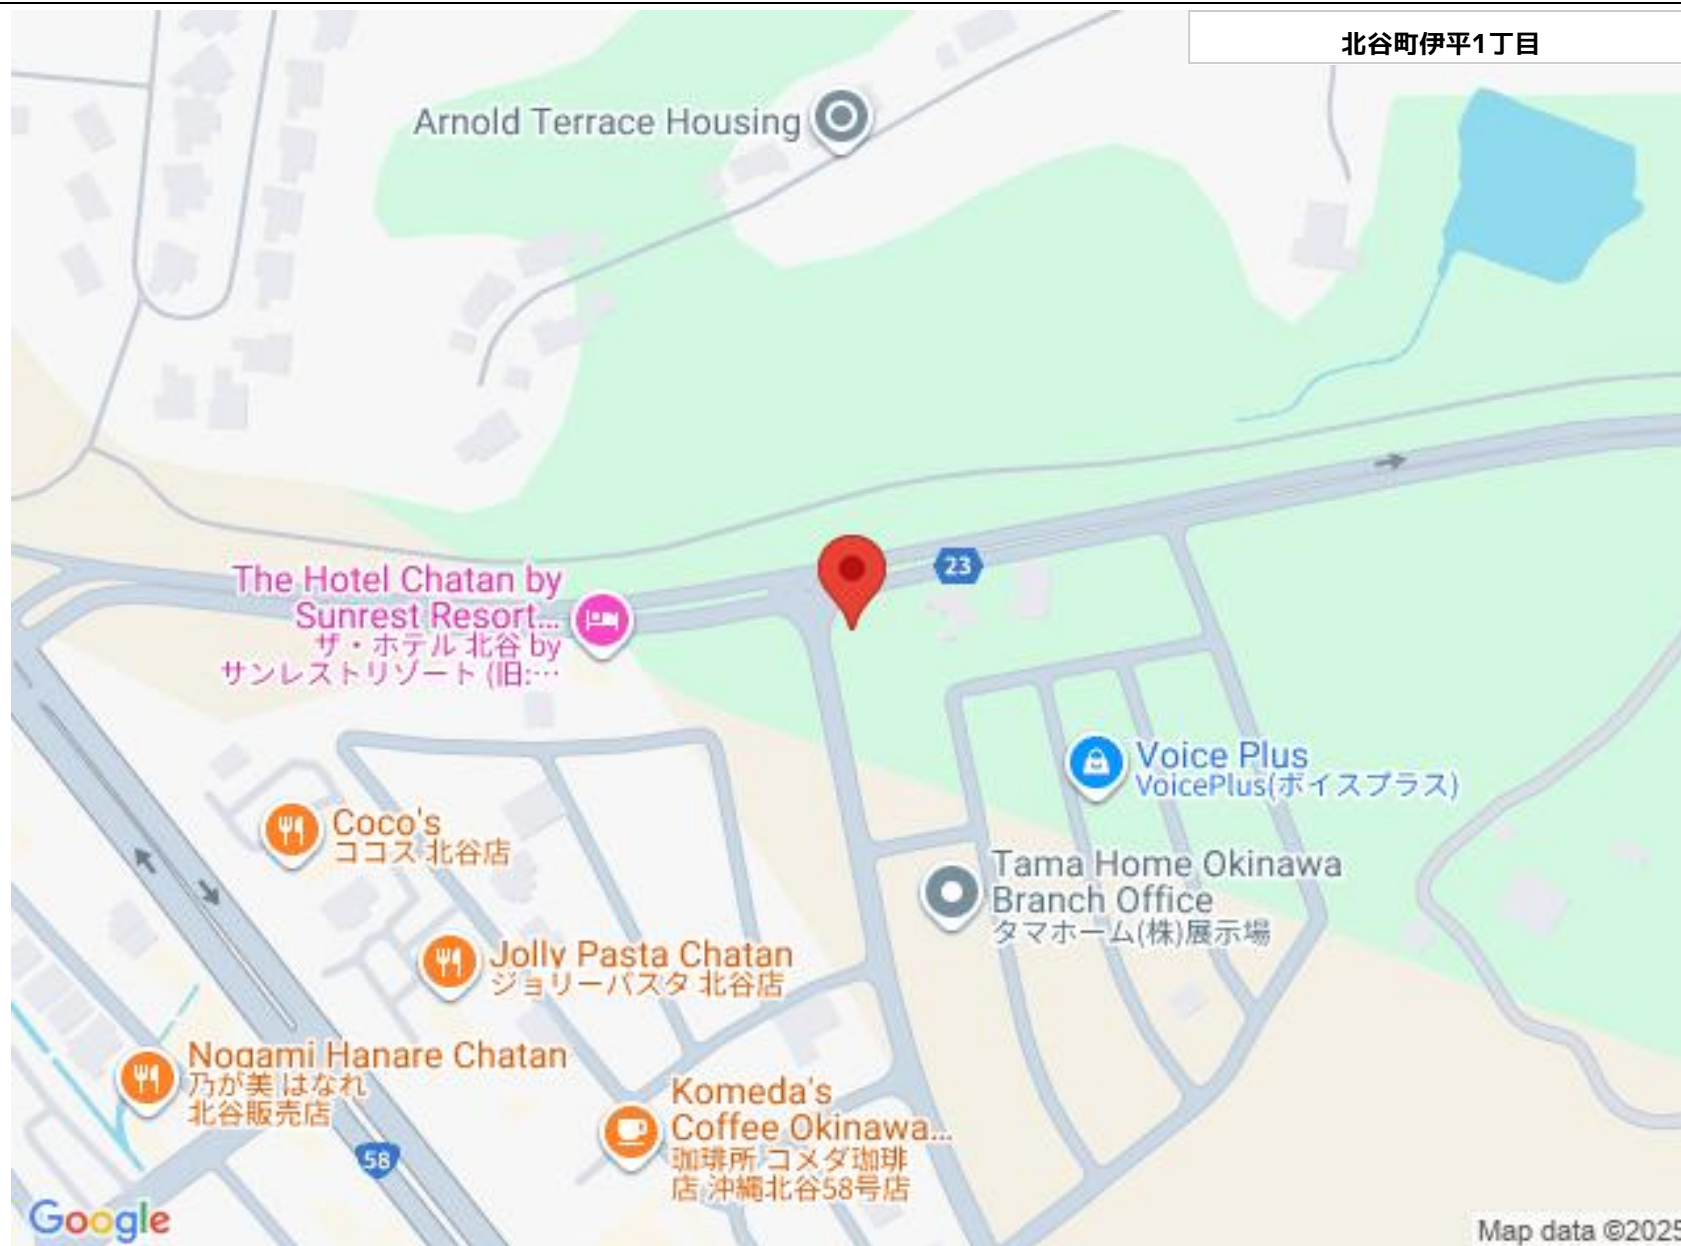 北谷町伊平1丁目
Arnold Terrace Housing
23
The Hotel Chatan by
Sunrest Resort...
ザ・ホテル 北谷 by
サンレストリゾート (旧:…
Voice Plus
VoicePlus(ボイスプラス)
Coco's
ココス 北谷店
Tama Home Okinawa
Branch Office
タマホーム(株)展示場
Jolly Pasta Chatan
ジョリーパスタ 北谷店
Nogami Hanare Chatan
乃が美 はなれ
北谷販売店
Komeda's
Coffee Okinawa...
珈琲所 コメダ珈琲
店 沖縄北谷58号店
58
Google
Map data ©2025